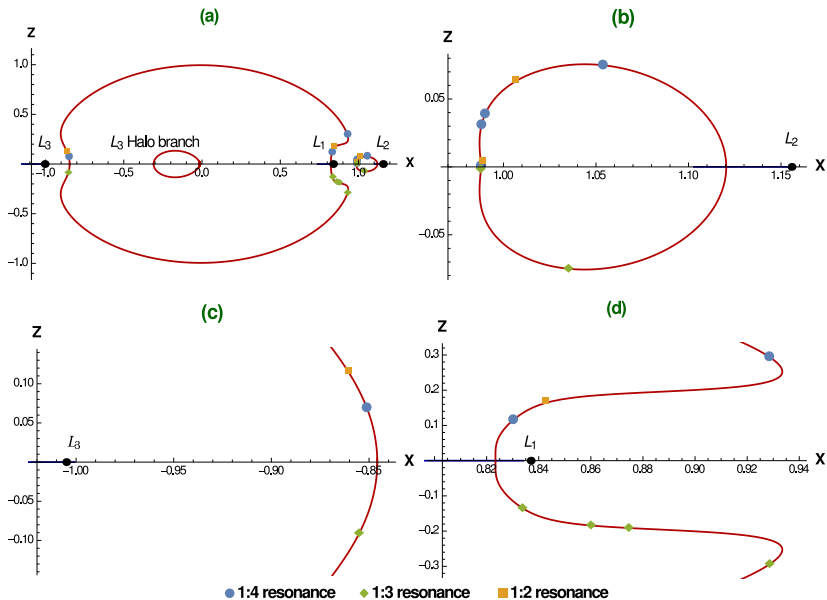 (a)
Z
1.0
0.5
L3
L3 Halo branch
L1
L2
X
-1.0
-0.5
0.0
1.0
-0.5
-1.0
(b)
Z
0.05
L2
X
1.00
1.05
1.10
1.15
-0.05
(c)
Z
0.10
0.05
L3
X
-1.00
-0.95
-0.90
-0.85
-0.05
-0.10
(d)
Z
0.3
0.2
0.1
L1
X
0.82
0.84
0.86
0.88
0.90
0.92
0.94
-0.1
-0.2
-0.3
1:4 resonance
1:3 resonance
1:2 resonance